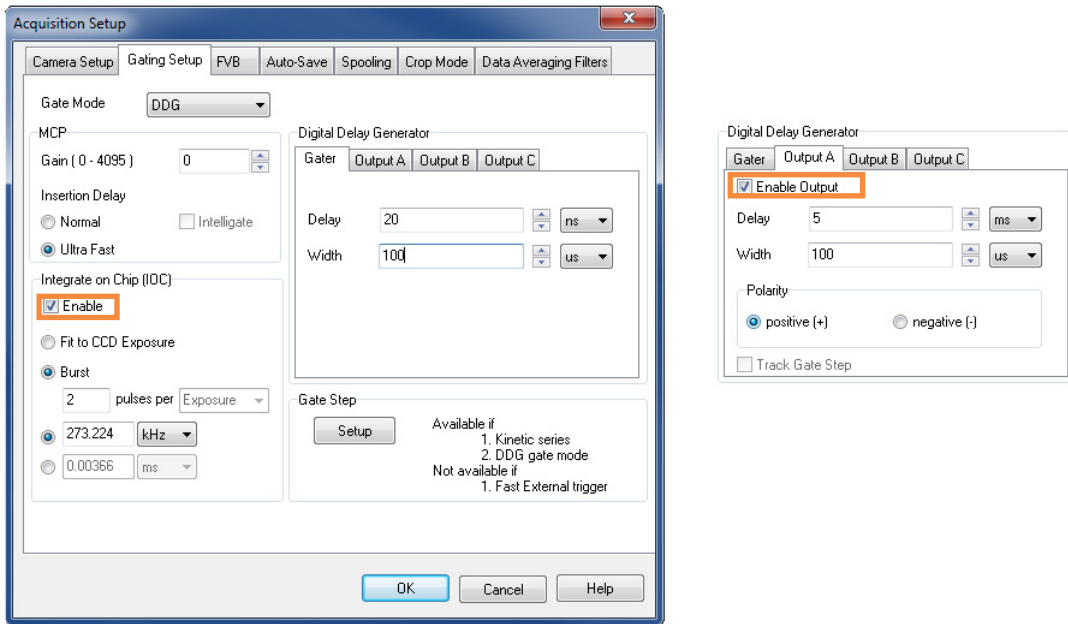 Acquisition Setup
X
Camera Setup Gating Setup FVB Auto-Save Spooling Crop Mode Data Averaging Filters
Gate Mode DDG
MCP
Gain ( 0 - 4095 ) 0
Insertion Delay
Normal Intelligate
Ultra Fast
Integrate on Chip (IOC)
Enable
Fit to CCD Exposure
Burst
2 pulses per Exposure
273.224 kHz
0.00366 ms
Digital Delay Generator
Gater Output A Output B Output C
Delay 20 ns
Width 100 us
Gate Step
Setup
Available if
1. Kinetic series
2. DDG gate mode
Not available if
1. Fast External trigger
OK Cancel Help
Digital Delay Generator
Gater Output A Output B Output C
Enable Output
Delay 5 ms
Width 100 us
Polarity
positive (+) negative (-)
Track Gate Step